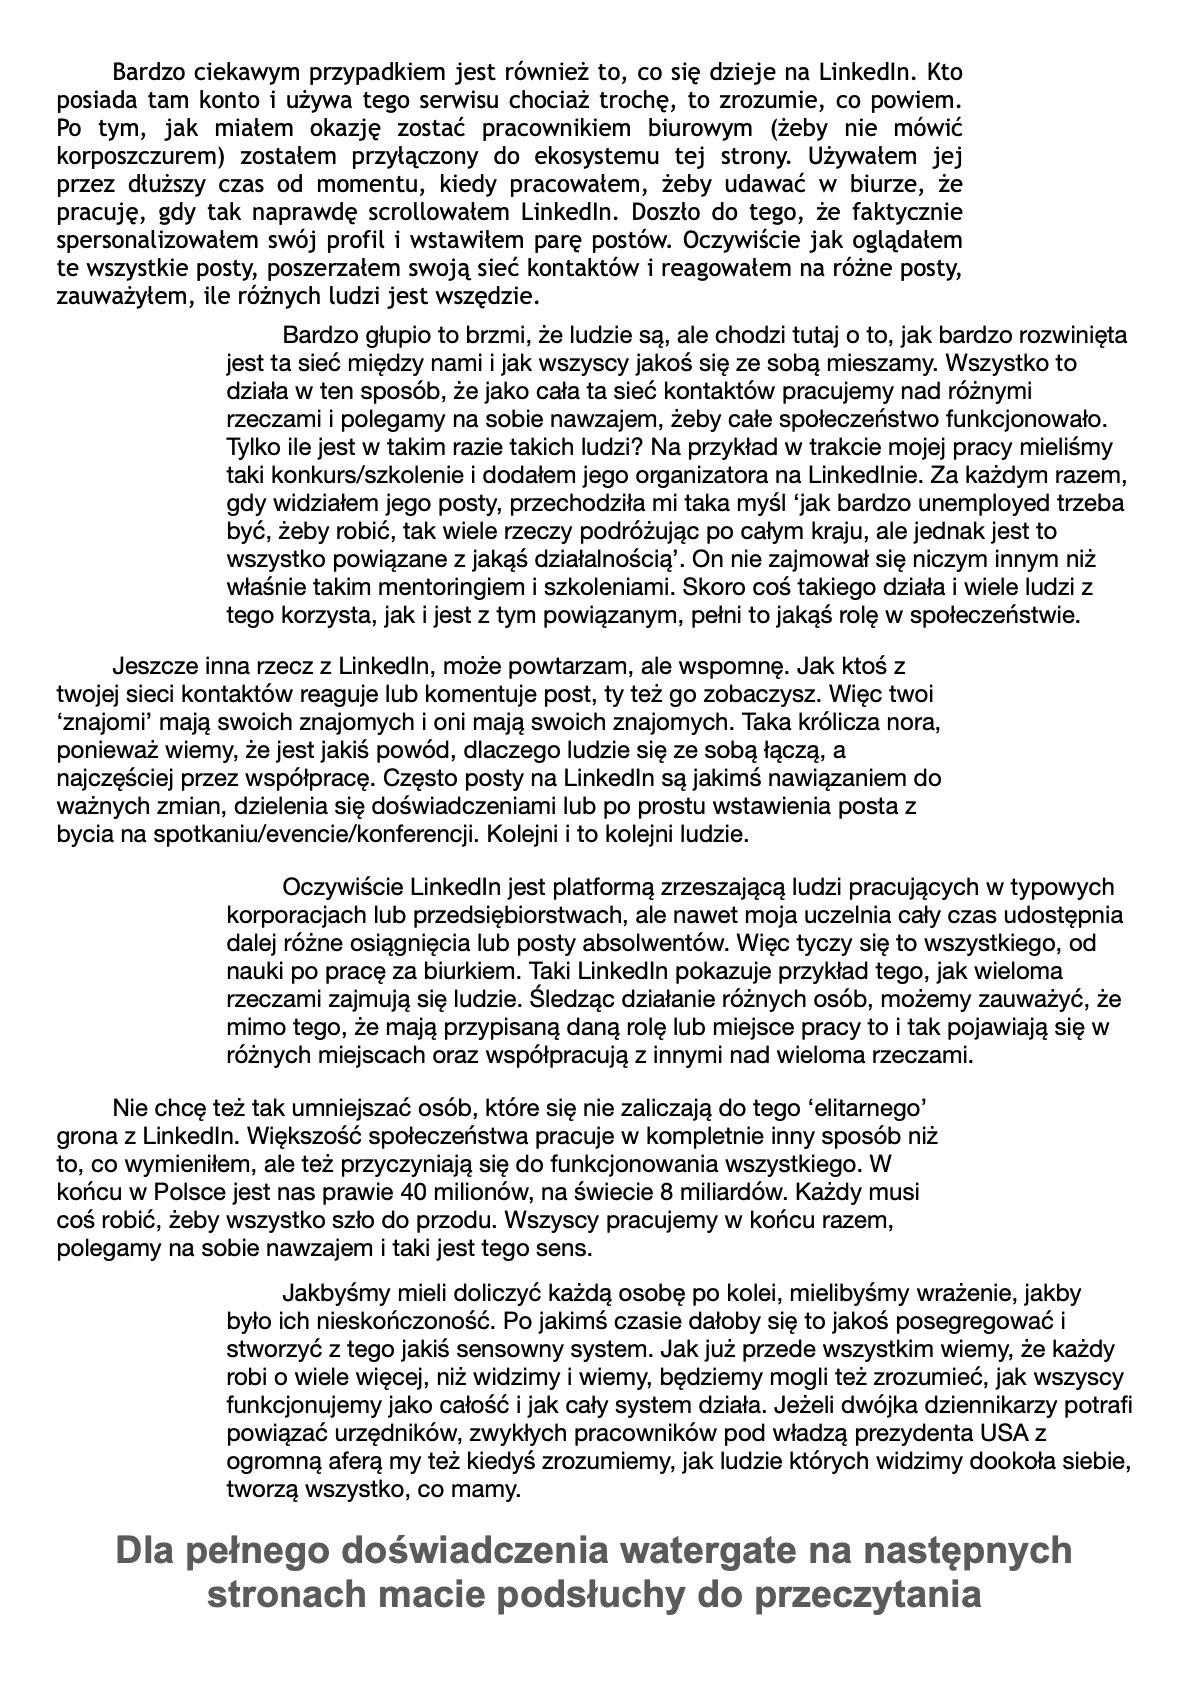 Bardzo ciekawym przypadkiem jest również to, co się dzieje na LinkedIn. Kto
posiada tam konto i używa tego serwisu chociaż trochę, to zrozumie, co powiem.
Po tym, jak miałem okazję zostać pracownikiem biurowym (żeby nie mówić
korposzczurem) zostałem przyłączony do ekosystemu tej strony. Używałem jej
przez dłuższy czas od momentu, kiedy pracowałem, żeby udawać w biurze, że
pracuję, gdy tak naprawdę scrollowałem LinkedIn. Doszło do tego, że faktycznie
spersonalizowałem swój profil i wstawiłem parę postów. Oczywiście jak oglądałem
te wszystkie posty, poszerzałem swoją sieć kontaktów i reagowałem na różne posty,
zauważyłem, ile różnych ludzi jest wszędzie.
Bardzo głupio to brzmi, że ludzie są, ale chodzi tutaj o to, jak bardzo rozwinięta
jest ta sieć między nami i jak wszyscy jakoś się ze sobą mieszamy. Wszystko to
działa w ten sposób, że jako cała ta sieć kontaktów pracujemy nad różnymi
rzeczami i polegamy na sobie nawzajem, żeby całe społeczeństwo funkcjonowało.
Tylko ile jest w takim razie takich ludzi? Na przykład w trakcie mojej pracy mieliśmy
taki konkurs/szkolenie i dodałem jego organizatora na LinkedInie. Za każdym razem,
gdy widziałem jego posty, przechodziła mi taka myśl ‘jak bardzo unemployed trzeba
być, żeby robić, tak wiele rzeczy podróżując po całym kraju, ale jednak jest to
wszystko powiązane z jakąś działalnością’. On nie zajmował się niczym innym niż
właśnie takim mentoringiem i szkoleniami. Skoro coś takiego działa i wiele ludzi z
tego korzysta, jak i jest z tym powiązanym, pełni to jakąś rolę w społeczeństwie.
Jeszcze inna rzecz z LinkedIn, może powtarzam, ale wspomnę. Jak ktoś z
twojej sieci kontaktów reaguje lub komentuje post, ty też go zobaczysz. Więc twoi
‘znajomi’ mają swoich znajomych i oni mają swoich znajomych. Taka królicza nora,
ponieważ wiemy, że jest jakiś powód, dlaczego ludzie się ze sobą łączą, a
najczęściej przez współpracę. Często posty na LinkedIn są jakimś nawiązaniem do
ważnych zmian, dzielenia się doświadczeniami lub po prostu wstawienia posta z
bycia na spotkaniu/evencie/konferencji. Kolejni i to kolejni ludzie.
Oczywiście LinkedIn jest platformą zrzeszającą ludzi pracujących w typowych
korporacjach lub przedsiębiorstwach, ale nawet moja uczelnia cały czas udostępnia
dalej różne osiągnięcia lub posty absolwentów. Więc tyczy się to wszystkiego, od
nauki po pracę za biurkiem. Taki LinkedIn pokazuje przykład tego, jak wieloma
rzeczami zajmują się ludzie. Śledząc działanie różnych osób, możemy zauważyć, że
mimo tego, że mają przypisaną daną rolę lub miejsce pracy to i tak pojawiają się w
różnych miejscach oraz współpracują z innymi nad wieloma rzeczami.
Nie chcę też tak umniejszać osób, które się nie zaliczają do tego ‘elitarnego’
grona z LinkedIn. Większość społeczeństwa pracuje w kompletnie inny sposób niż
to, co wymieniłem, ale też przyczyniają się do funkcjonowania wszystkiego. W
końcu w Polsce jest nas prawie 40 milionów, na świecie 8 miliardów. Każdy musi
coś robić, żeby wszystko szło do przodu. Wszyscy pracujemy w końcu razem,
polegamy na sobie nawzajem i taki jest tego sens.
Jakbyśmy mieli doliczyć każdą osobę po kolei, mielibyśmy wrażenie, jakby
było ich nieskończoność. Po jakimś czasie dałoby się to jakoś posegregować i
stworzyć z tego jakiś sensowny system. Jak już przede wszystkim wiemy, że każdy
robi o wiele więcej, niż widzimy i wiemy, będziemy mogli też zrozumieć, jak wszyscy
funkcjonujemy jako całość i jak cały system działa. Jeżeli dwójka dziennikarzy potrafi
powiązać urzędników, zwykłych pracowników pod władzą prezydenta USA z
ogromną aferą my też kiedyś zrozumiemy, jak ludzie których widzimy dookoła siebie,
tworzą wszystko, co mamy.
Dla pełnego doświadczenia watergate na następnych
stronach macie podsłuchy do przeczytania